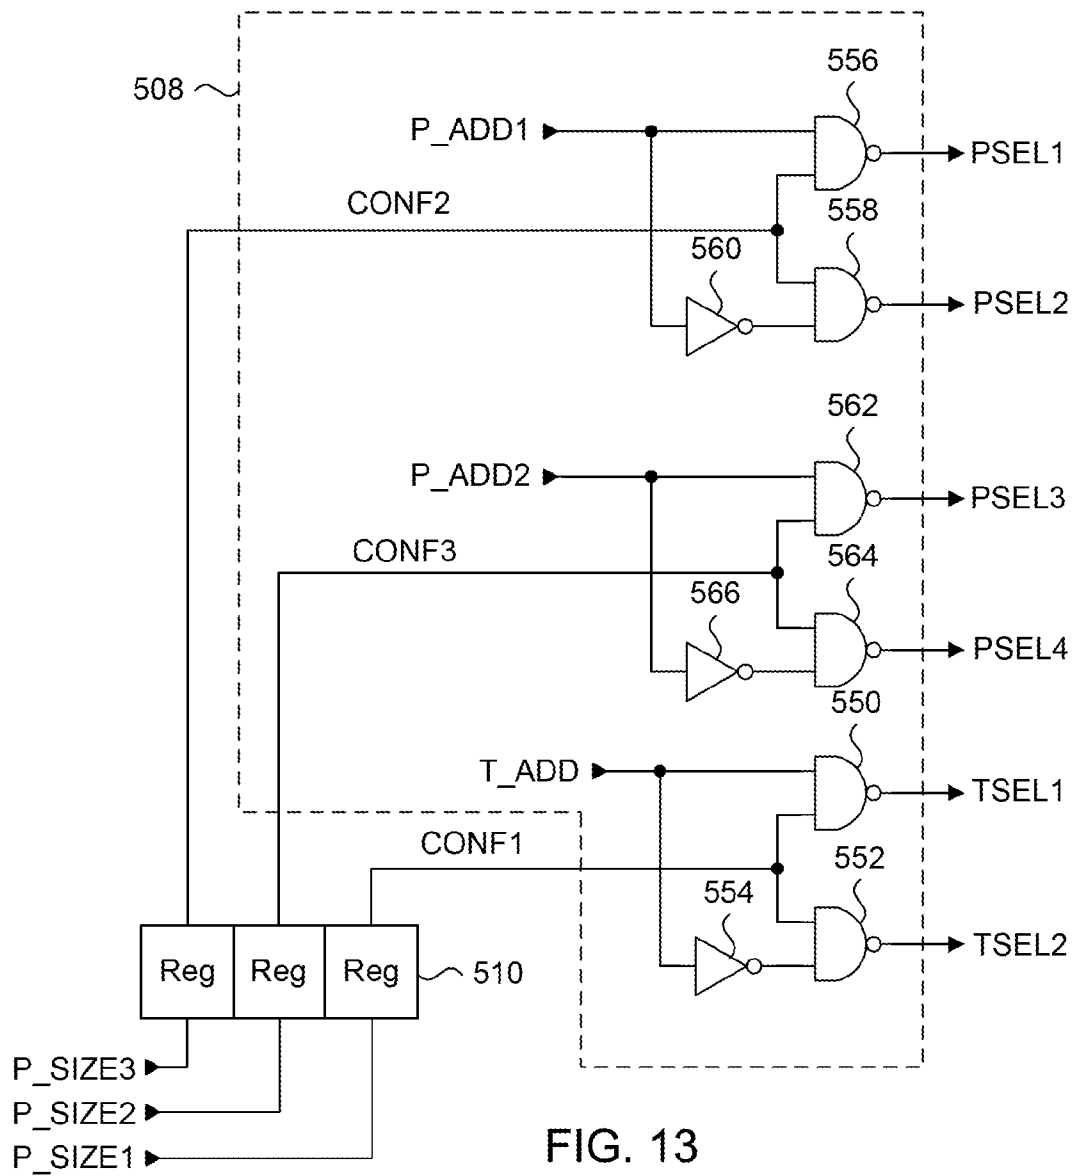 556
508
P_ADD1
PSEL1
CONF2
558
560
PSEL2
562
P_ADD2
PSEL3
CONF3
564
566
PSEL4
550
T_ADD
TSEL1
CONF1
552
554
TSEL2
Reg Reg Reg
510
P_SIZE3
P_SIZE2
P_SIZE1
FIG. 13